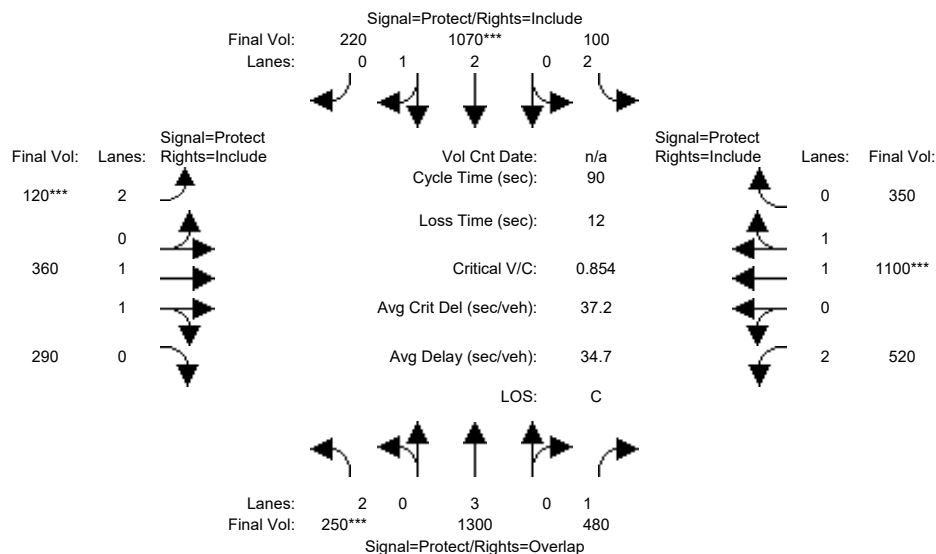 Signal=Protect/Rights=Include
Final Vol: 220 1070*** 100
Lanes: 0 1 2 0 2
Signal=Protect
Final Vol: Lanes: Rights=Include
Vol Cnt Date: n/a
Signal=Protect
Rights=Include Lanes: Final Vol:
Cycle Time (sec): 90
120*** 2
0 350
Loss Time (sec): 12
0
1
360 1
Critical V/C: 0.854
1 1100***
1
Avg Crit Del (sec/veh): 37.2
0
290 0
Avg Delay (sec/veh): 34.7
2 520
LOS: C
Lanes: 2 0 3 0 1
Final Vol: 250*** 1300 480
Signal=Protect/Rights=Overlap